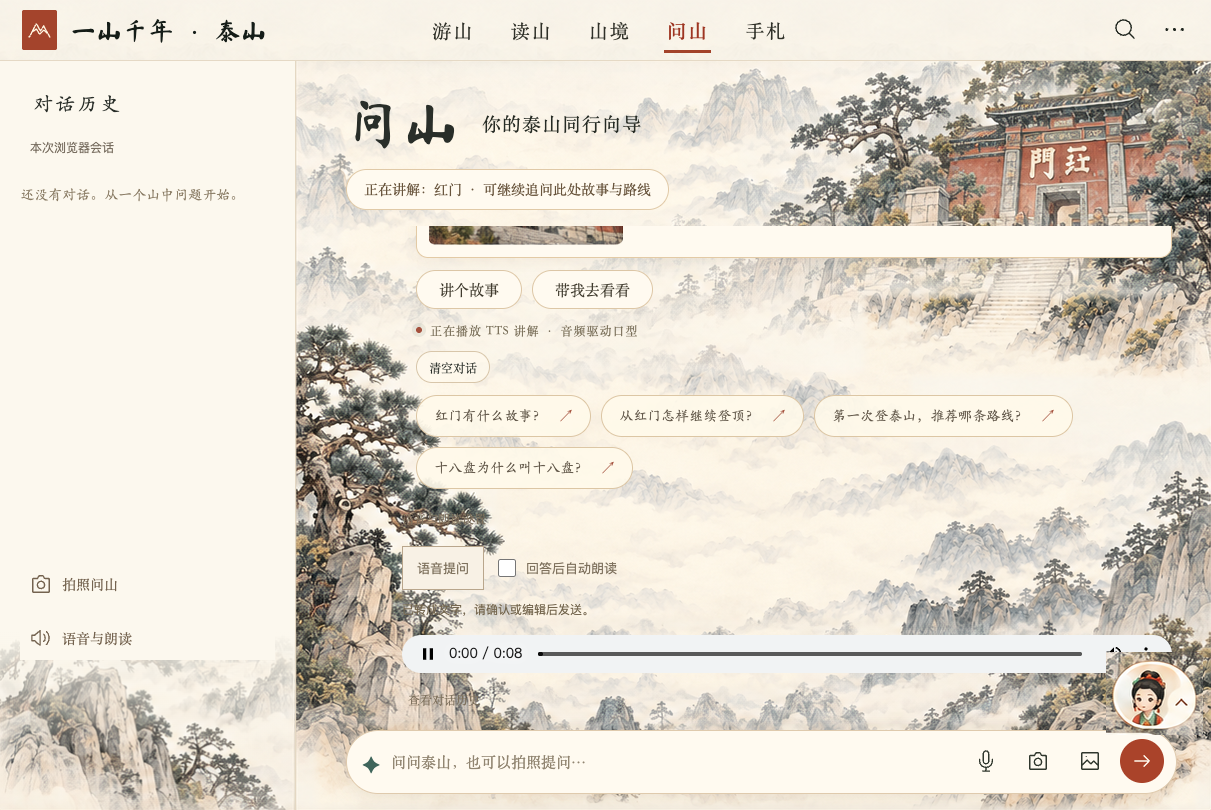 一山千年 · 泰山
游山 读山 山境 问山 手札
对话历史
本次浏览器会话
还没有对话。从一个山中问题开始。
拍照问山
语音与朗读
问山 你的泰山同行向导
正在讲解：红门 · 可继续追问此处故事与路线
門
讲个故事 带我去看看
正在播放 TTS 讲解 · 音频驱动口型
清空对话
红门有什么故事？ 从红门怎样继续登顶？ 第一次登泰山，推荐哪条路线？
十八盘为什么叫十八盘？
语音提问 回答后自动朗读
字，请确认或编辑后发送。
0:00 / 0:08
查看对话历史
问问泰山，也可以拍照提问…